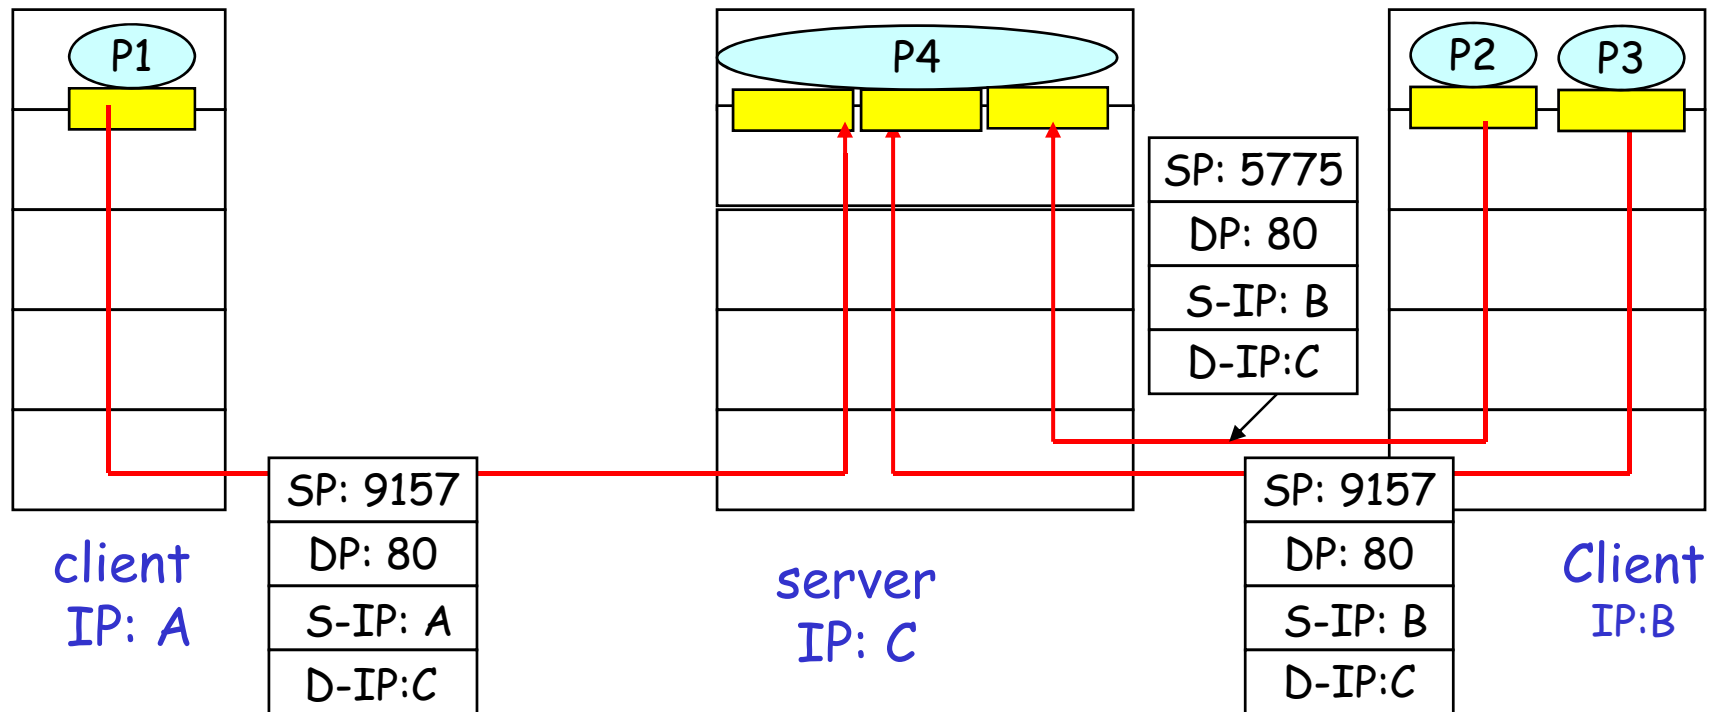 P1
P4
P2
P3
SP: 5775
DP: 80
S-IP: B
D-IP:C
SP: 9157
DP: 80
S-IP: A
D-IP:C
SP: 9157
DP: 80
S-IP: B
D-IP:C
client
IP: A
server
IP: C
Client
IP:B